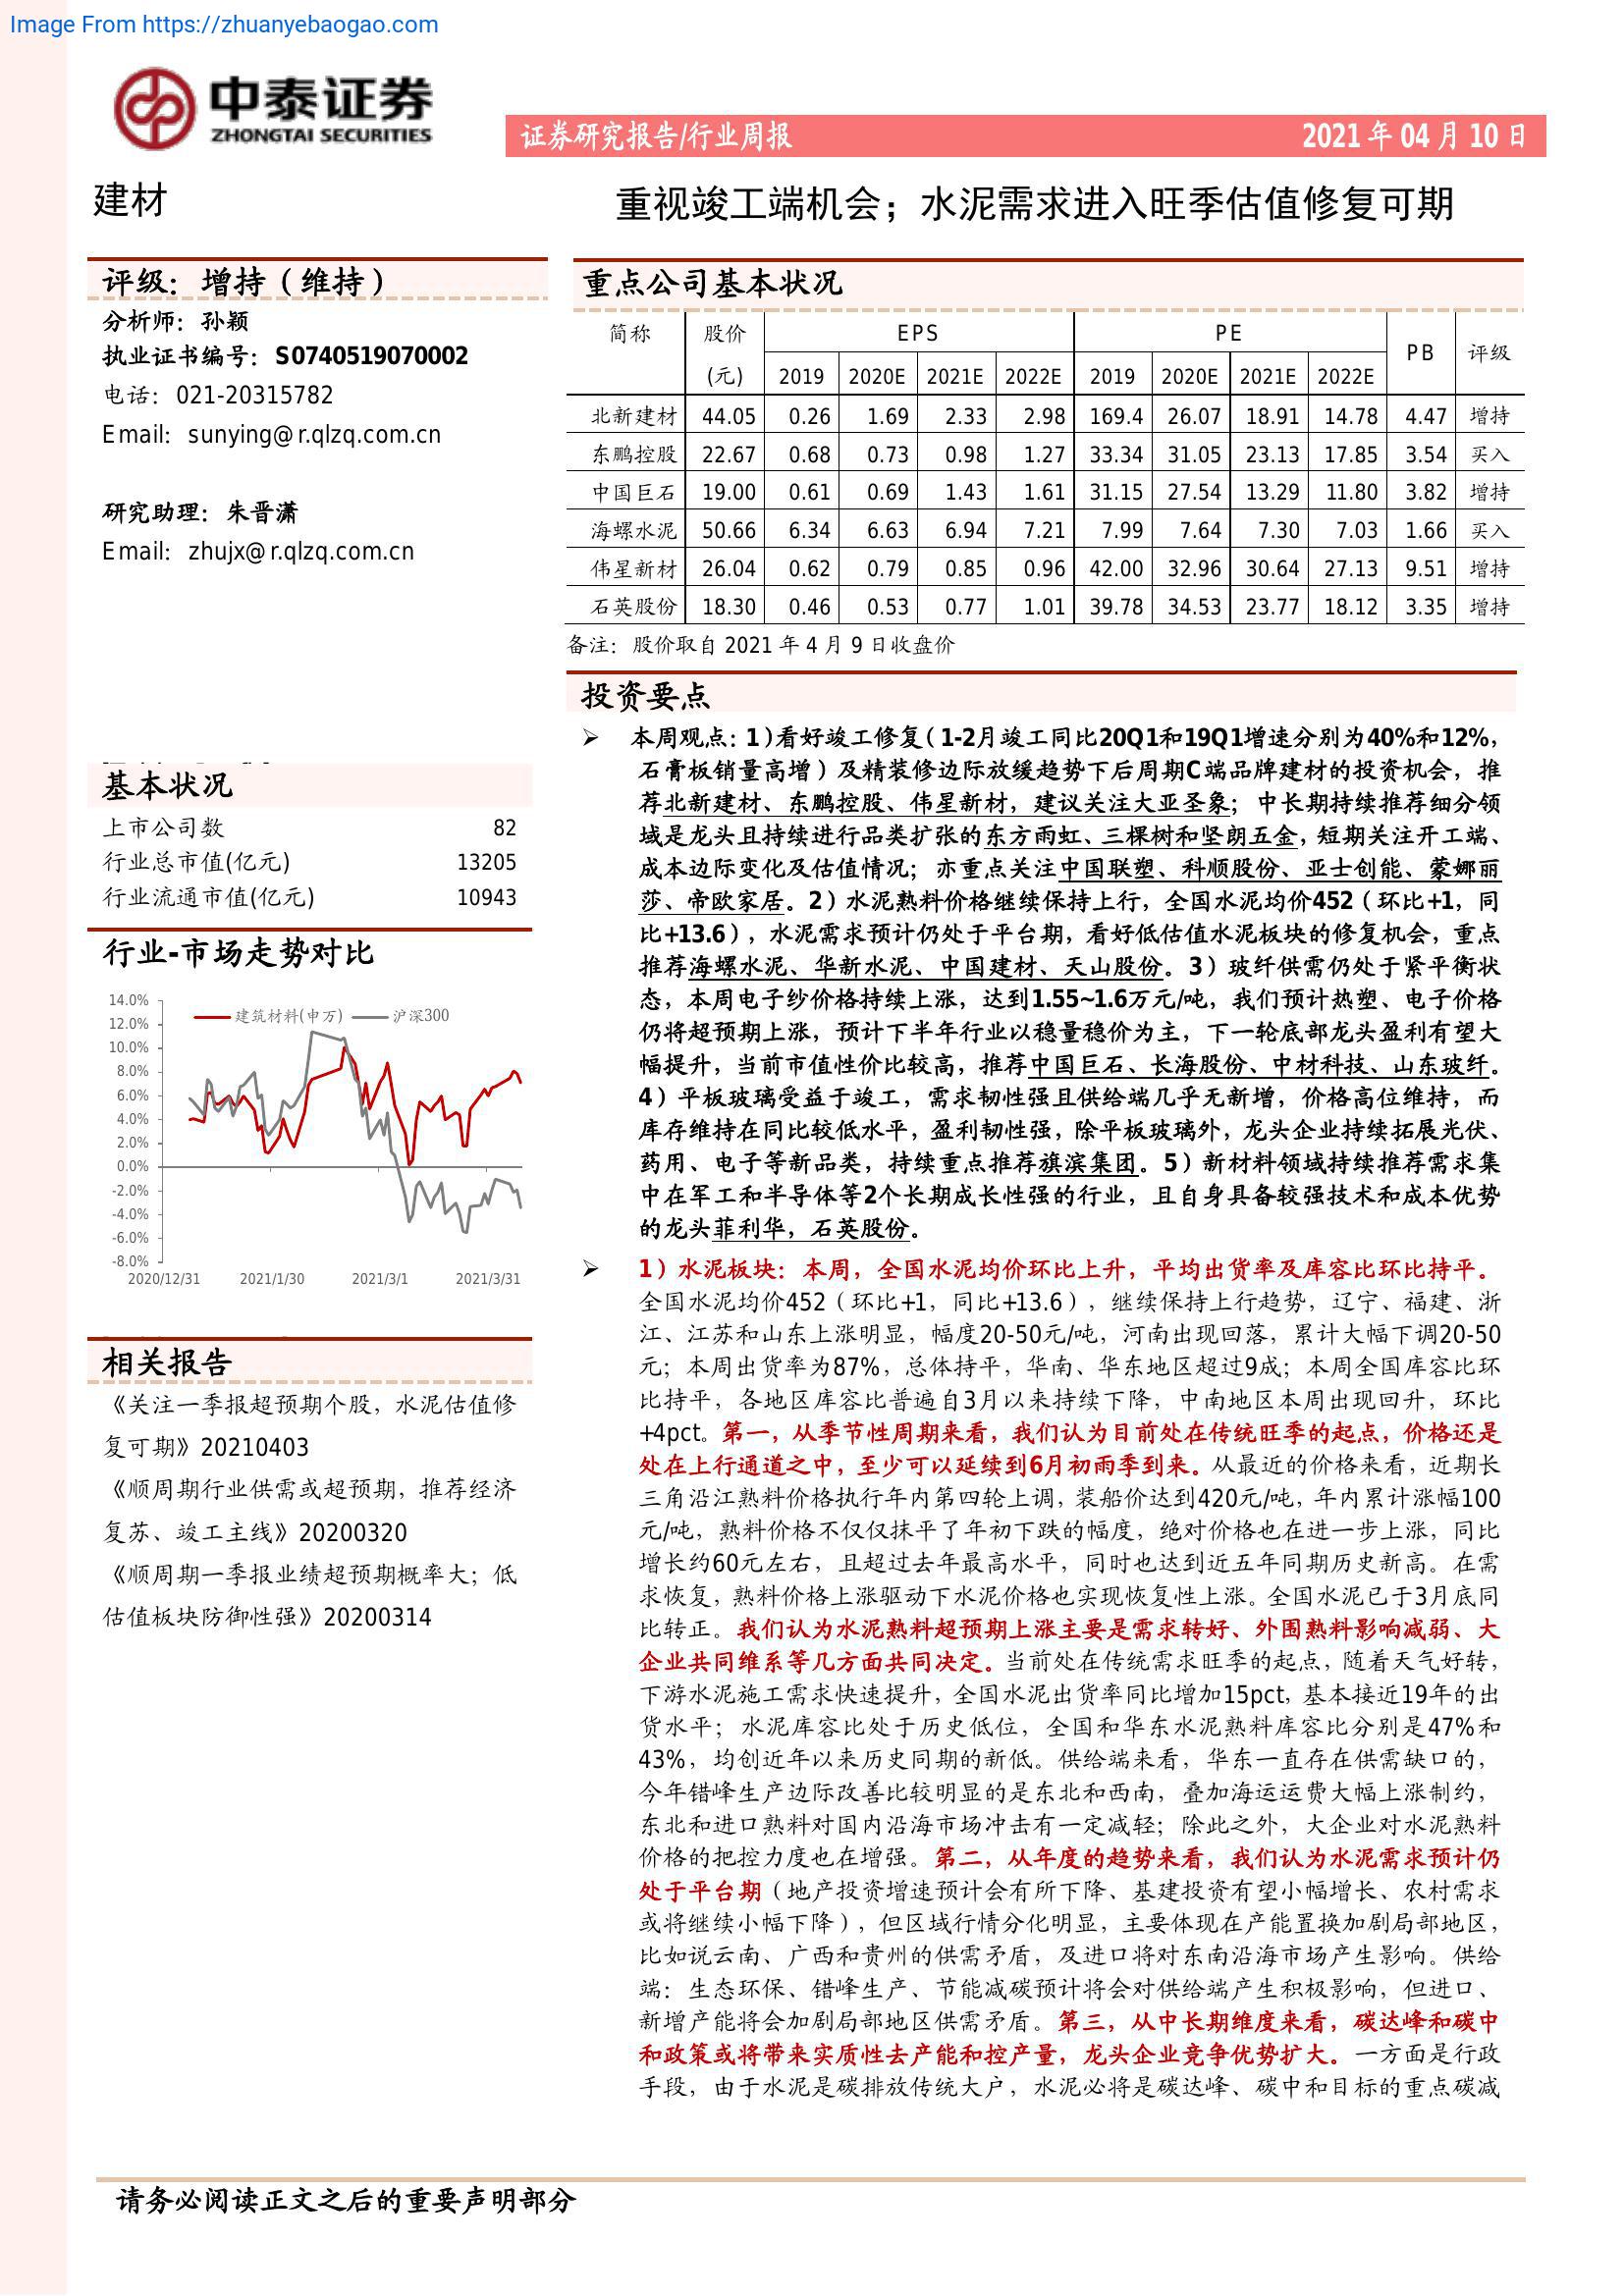 Image From https://zhuanyebaogao.com
中泰证券
ZHONGTAI SECURITIES
证券研究报告/行业周报 2021 年 04 月 10 日
建材
重视竣工端机会；水泥需求进入旺季估值修复可期
评级：增持（维持）
分析师：孙颖
执业证书编号：S0740519070002
电话：021-20315782
Email：sunying@r.qlzq.com.cn
研究助理：朱晋潇
Email：zhujx@r.qlzq.com.cn
基本状况
上市公司数 82
行业总市值(亿元) 13205
行业流通市值(亿元) 10943
行业-市场走势对比
建筑材料(申万) 沪深300
14.0%
12.0%
10.0%
8.0%
6.0%
4.0%
2.0%
0.0%
-2.0%
-4.0%
-6.0%
-8.0%
2020/12/31 2021/1/30 2021/3/1 2021/3/31
相关报告
《关注一季报超预期个股，水泥估值修
复可期》20210403
《顺周期行业供需或超预期，推荐经济
复苏、竣工主线》20200320
《顺周期一季报业绩超预期概率大；低
估值板块防御性强》20200314
重点公司基本状况
简称 股价 EPS PE PB 评级
(元) 2019 2020E 2021E 2022E 2019 2020E 2021E 2022E
北新建材 44.05 0.26 1.69 2.33 2.98 169.4 26.07 18.91 14.78 4.47 增持
东鹏控股 22.67 0.68 0.73 0.98 1.27 33.34 31.05 23.13 17.85 3.54 买入
中国巨石 19.00 0.61 0.69 1.43 1.61 31.15 27.54 13.29 11.80 3.82 增持
海螺水泥 50.66 6.34 6.63 6.94 7.21 7.99 7.64 7.30 7.03 1.66 买入
伟星新材 26.04 0.62 0.79 0.85 0.96 42.00 32.96 30.64 27.13 9.51 增持
石英股份 18.30 0.46 0.53 0.77 1.01 39.78 34.53 23.77 18.12 3.35 增持
备注：股价取自 2021 年 4 月 9 日收盘价
投资要点
➢ 本周观点：1）看好竣工修复（1-2月竣工同比20Q1和19Q1增速分别为40%和12%，
石膏板销量高增）及精装修边际放缓趋势下后周期C端品牌建材的投资机会，推
荐北新建材、东鹏控股、伟星新材，建议关注大亚圣象；中长期持续推荐细分领
域是龙头且持续进行品类扩张的东方雨虹、三棵树和坚朗五金，短期关注开工端、
成本边际变化及估值情况；亦重点关注中国联塑、科顺股份、亚士创能、蒙娜丽
莎、帝欧家居。2）水泥熟料价格继续保持上行，全国水泥均价452（环比+1，同
比+13.6），水泥需求预计仍处于平台期，看好低估值水泥板块的修复机会，重点
推荐海螺水泥、华新水泥、中国建材、天山股份。3）玻纤供需仍处于紧平衡状
态，本周电子纱价格持续上涨，达到1.55~1.6万元/吨，我们预计热塑、电子价格
仍将超预期上涨，预计下半年行业以稳量稳价为主，下一轮底部龙头盈利有望大
幅提升，当前市值性价比较高，推荐中国巨石、长海股份、中材科技、山东玻纤。
4）平板玻璃受益于竣工，需求韧性强且供给端几乎无新增，价格高位维持，而
库存维持在同比较低水平，盈利韧性强，除平板玻璃外，龙头企业持续拓展光伏、
药用、电子等新品类，持续重点推荐旗滨集团。5）新材料领域持续推荐需求集
中在军工和半导体等2个长期成长性强的行业，且自身具备较强技术和成本优势
的龙头菲利华，石英股份。
➢ 1）水泥板块：本周，全国水泥均价环比上升，平均出货率及库容比环比持平。
全国水泥均价452（环比+1，同比+13.6），继续保持上行趋势，辽宁、福建、浙
江、江苏和山东上涨明显，幅度20-50元/吨，河南出现回落，累计大幅下调20-50
元；本周出货率为87%，总体持平，华南、华东地区超过9成；本周全国库容比环
比持平，各地区库容比普遍自3月以来持续下降，中南地区本周出现回升，环比
+4pct。第一，从季节性周期来看，我们认为目前处在传统旺季的起点，价格还是
处在上行通道之中，至少可以延续到6月初雨季到来。从最近的价格来看，近期长
三角沿江熟料价格执行年内第四轮上调，装船价达到420元/吨，年内累计涨幅100
元/吨，熟料价格不仅仅抹平了年初下跌的幅度，绝对价格也在进一步上涨，同比
增长约60元左右，且超过去年最高水平，同时也达到近五年同期历史新高。在需
求恢复，熟料价格上涨驱动下水泥价格也实现恢复性上涨。全国水泥已于3月底同
比转正。我们认为水泥熟料超预期上涨主要是需求转好、外围熟料影响减弱、大
企业共同维系等几方面共同决定。当前处在传统需求旺季的起点，随着天气好转，
下游水泥施工需求快速提升，全国水泥出货率同比增加15pct，基本接近19年的出
货水平；水泥库容比处于历史低位，全国和华东水泥熟料库容比分别是47%和
43%，均创近年以来历史同期的新低。供给端来看，华东一直存在供需缺口的，
今年错峰生产边际改善比较明显的是东北和西南，叠加海运运费大幅上涨制约，
东北和进口熟料对国内沿海市场冲击有一定减轻；除此之外，大企业对水泥熟料
价格的把控力度也在增强。第二，从年度的趋势来看，我们认为水泥需求预计仍
处于平台期（地产投资增速预计会有所下降、基建投资有望小幅增长、农村需求
或将继续小幅下降），但区域行情分化明显，主要体现在产能置换加剧局部地区，
比如说云南、广西和贵州的供需矛盾，及进口将对东南沿海市场产生影响。供给
端：生态环保、错峰生产、节能减碳预计将会对供给端产生积极影响，但进口、
新增产能将会加剧局部地区供需矛盾。第三，从中长期维度来看，碳达峰和碳中
和政策或将带来实质性去产能和控产量，龙头企业竞争优势扩大。一方面是行政
手段，由于水泥是碳排放传统大户，水泥必将是碳达峰、碳中和目标的重点碳减
请务必阅读正文之后的重要声明部分